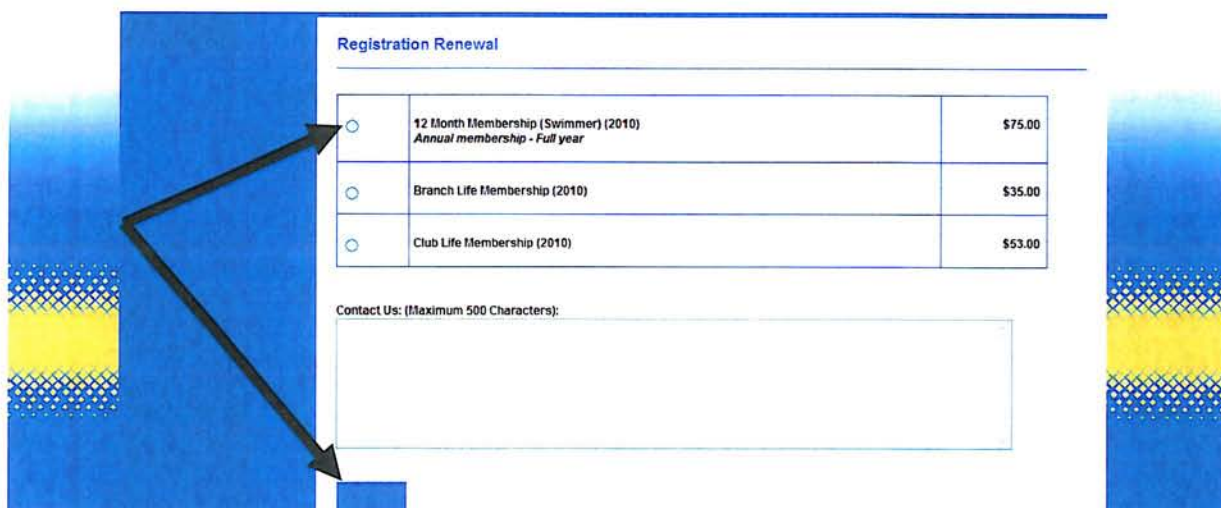 Registration Renewal
12 Month Membership (Swimmer) (2010) $75.00
Annual membership - Full year
Branch Life Membership (2010) $35.00
Club Life Membership (2010) $53.00
Contact Us: (Maximum 500 Characters):